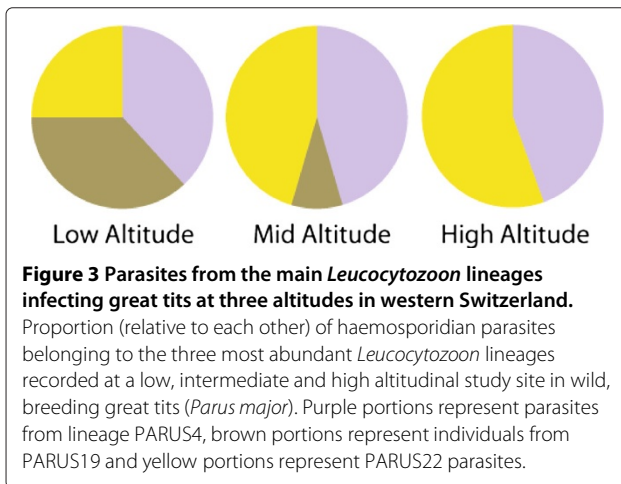 Low Altitude Mid Altitude High Altitude
Figure 3 Parasites from the main Leucocytozoon lineages
infecting great tits at three altitudes in western Switzerland.
Proportion (relative to each other) of haemosporidian parasites
belonging to the three most abundant Leucocytozoon lineages
recorded at a low, intermediate and high altitudinal study site in wild,
breeding great tits (Parus major). Purple portions represent parasites
from lineage PARUS4, brown portions represent individuals from
PARUS19 and yellow portions represent PARUS22 parasites.